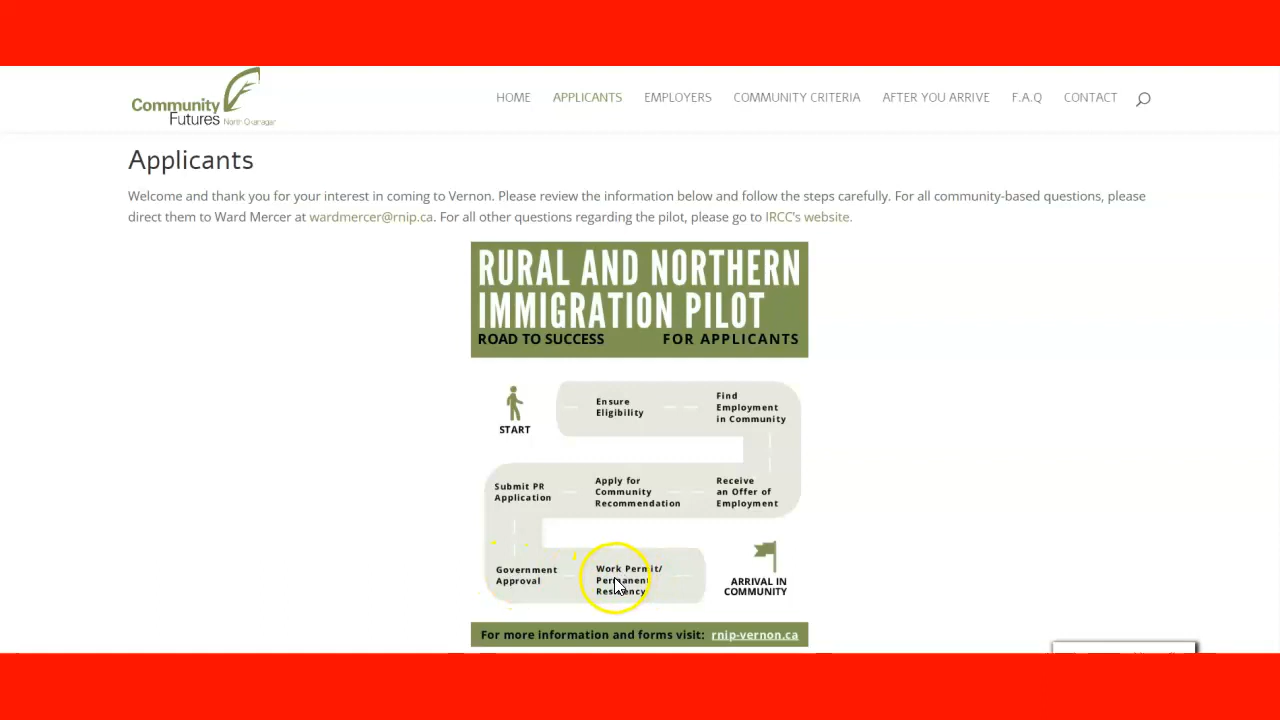 Community
Futures North Okanagan
HOME APPLICANTS EMPLOYERS COMMUNITY CRITERIA AFTER YOU ARRIVE F.A.Q CONTACT
Applicants
Welcome and thank you for your interest in coming to Vernon. Please review the information below and follow the steps carefully. For all community-based questions, please
direct them to Ward Mercer at wardmercer@rnip.ca. For all other questions regarding the pilot, please go to IRCC's website.
RURAL AND NORTHERN
IMMIGRATION PILOT
ROAD TO SUCCESS FOR APPLICANTS
START
Ensure
Eligibility
Find
Employment
in Community
Receive
an Offer of
Employment
Apply for
Community
Recommendation
Submit PR
Application
Government
Approval
Work Permit/
Permanent
Residency
ARRIVAL IN
COMMUNITY
For more information and forms visit: rnip-vernon.ca